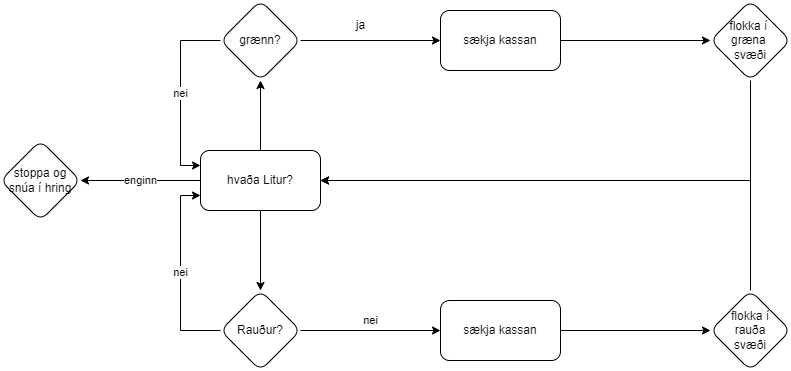 grænn?
ja
sækja kassan
flokka í
græna
svæði
nei
stoppa og
snúa í hring
enginn
hvaða Litur?
nei
Rauður?
nei
sækja kassan
flokka í
rauða
svæði